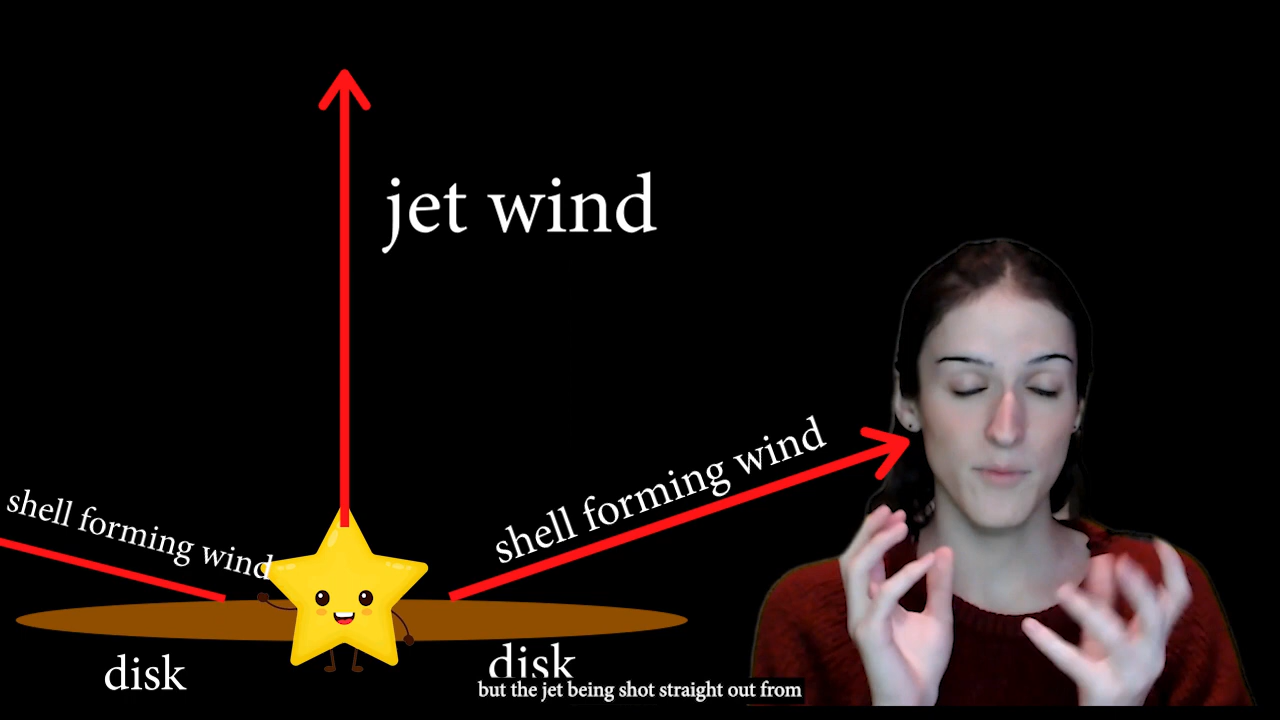 jet wind
shell forming wind
shell forming wind
disk
disk
but the jet being shot straight out from